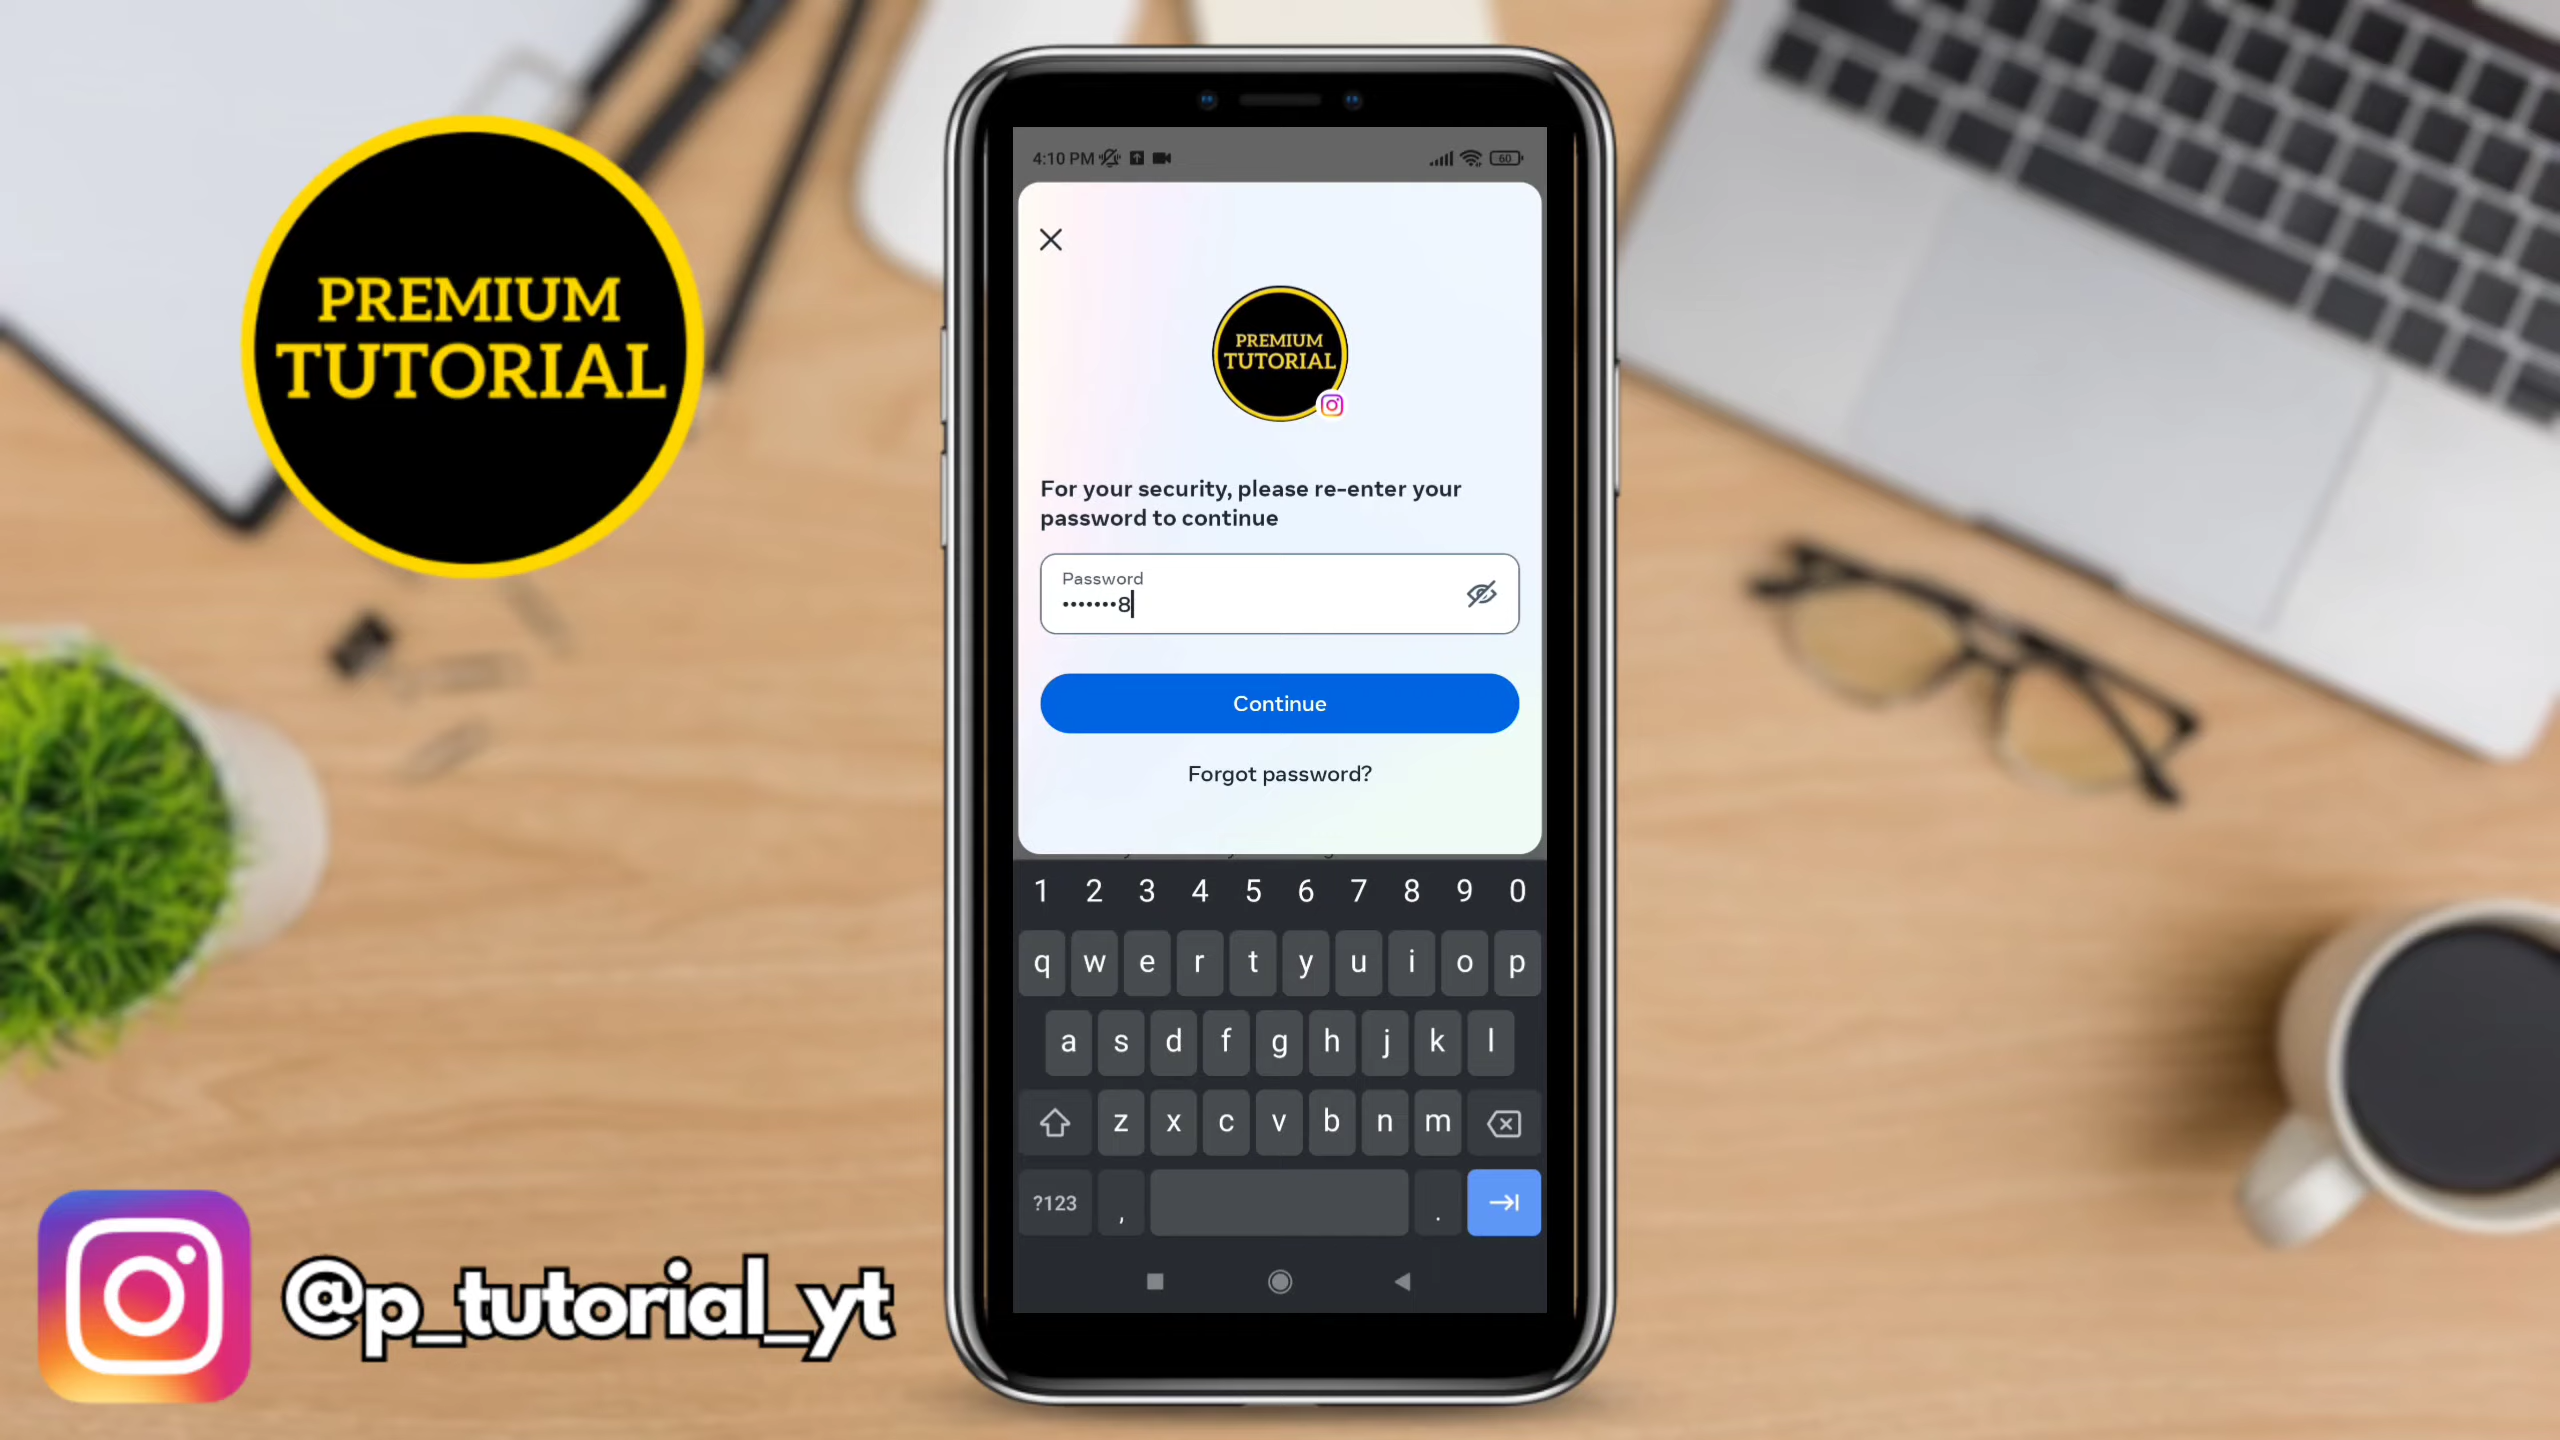 PREMIUM
TUTORIAL
@p_tutorial_yt
4:10 PM
60
PREMIUM
TUTORIAL
For your security, please re-enter your
password to continue
Password
•••••••8
Continue
Forgot password?
1 2 3 4 5 6 7 8 9 0
q w e r t y u i o p
a s d f g h j k l
z x c v b n m
?123 , .